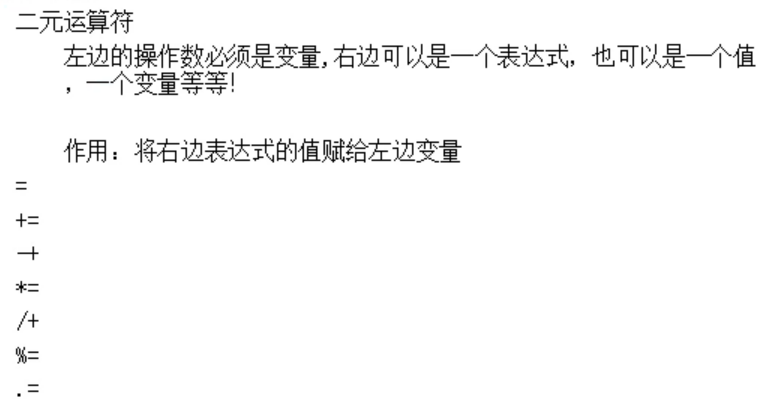 二元运算符
左边的操作数必须是变量,右边可以是一个表达式，也可以是一个值
，一个变量等等!
作用：将右边表达式的值赋给左边变量
=
+=
-+
*=
/+
%=
.=